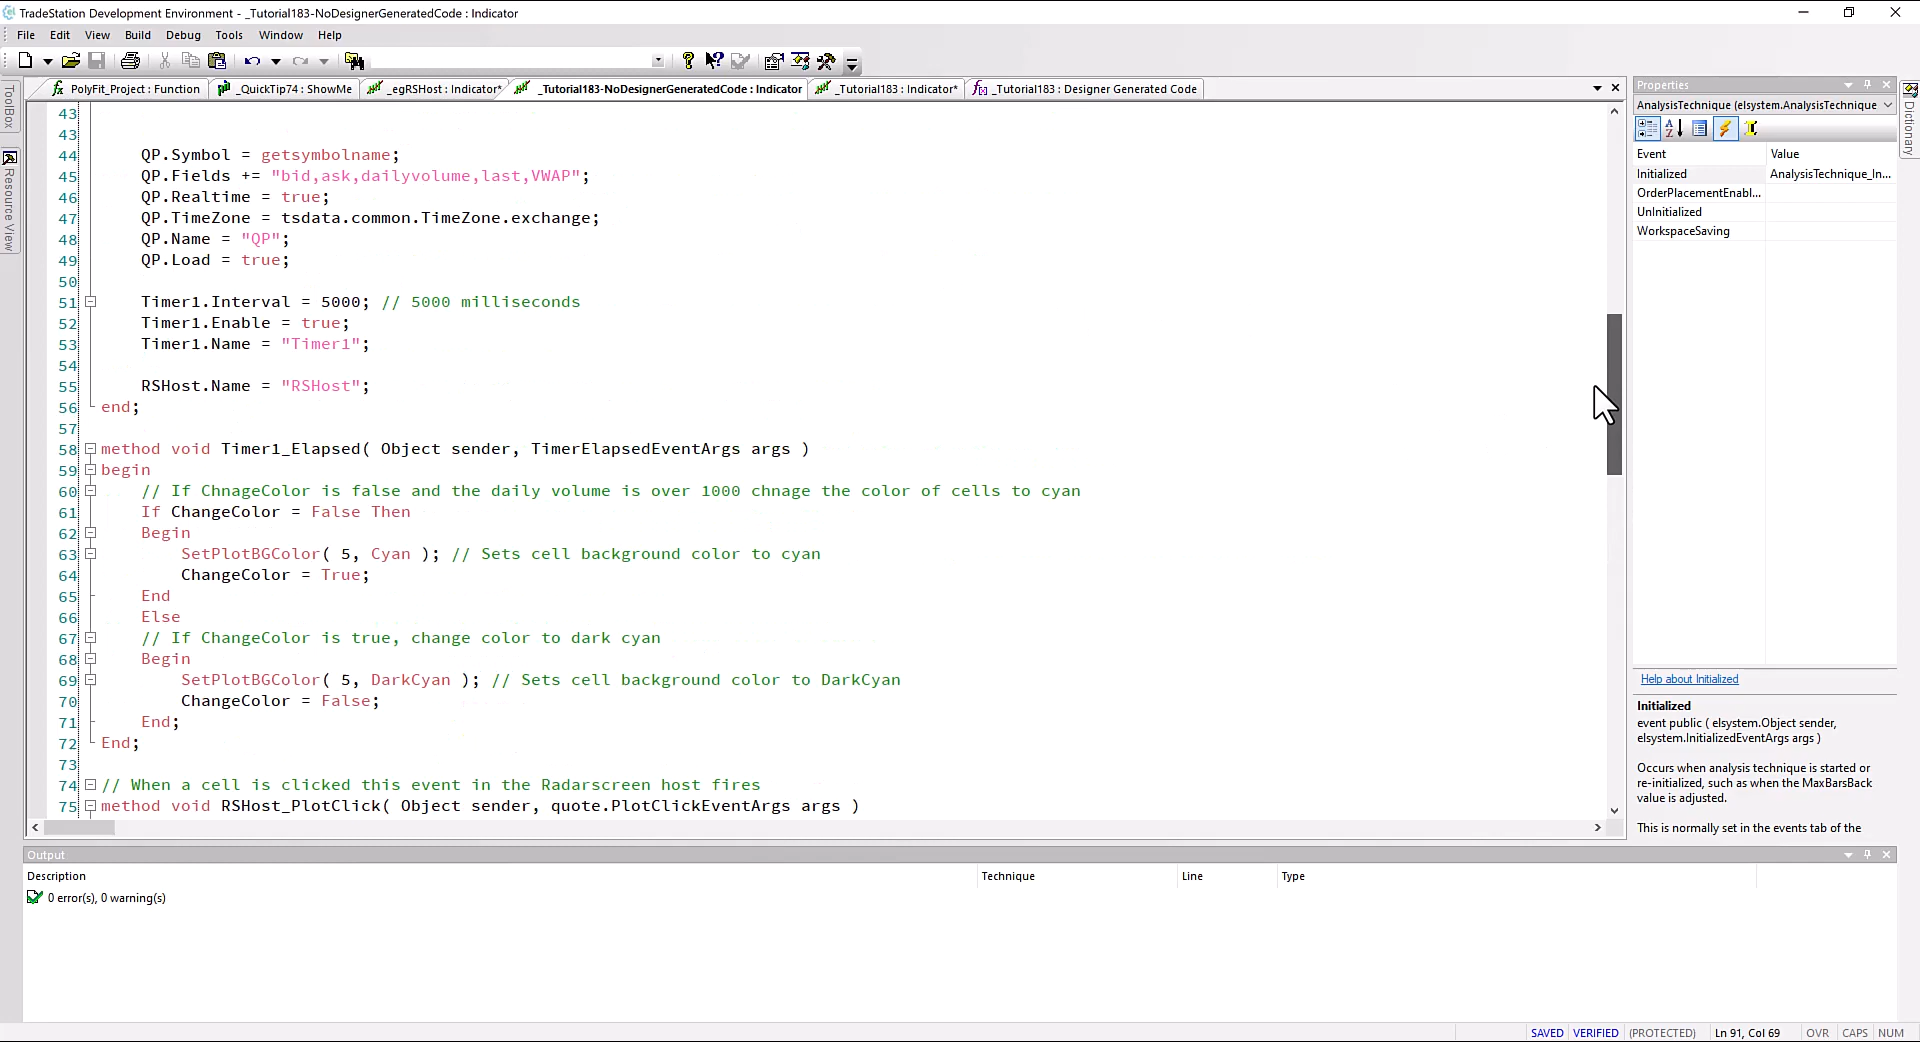 TradeStation Development Environment - _Tutorial183-NoDesignerGeneratedCode : Indicator
File Edit View Build Debug Tools Window Help
PolyFit_Project : Function _QuickTip74 : ShowMe _egRSHost : Indicator* _Tutorial183-NoDesignerGeneratedCode : Indicator _Tutorial183 : Indicator* _Tutorial183 : Designer Generated Code
ToolBox
Resource View
43
43
44 QP.Symbol = getsymbolname;
45 QP.Fields += "bid,ask,dailyvolume,last,VWAP";
46 QP.Realtime = true;
47 QP.TimeZone = tsdata.common.TimeZone.exchange;
48 QP.Name = "QP";
49 QP.Load = true;
50
51 Timer1.Interval = 5000; // 5000 milliseconds
52 Timer1.Enable = true;
53 Timer1.Name = "Timer1";
54
55 RSHost.Name = "RSHost";
56 end;
57
58 method void Timer1_Elapsed( Object sender, TimerElapsedEventArgs args )
59 begin
60 // If ChnageColor is false and the daily volume is over 1000 chnage the color of cells to cyan
61 If ChangeColor = False Then
62 Begin
63 SetPlotBGColor( 5, Cyan ); // Sets cell background color to cyan
64 ChangeColor = True;
65 End
66 Else
67 // If ChangeColor is true, change color to dark cyan
68 Begin
69 SetPlotBGColor( 5, DarkCyan ); // Sets cell background color to DarkCyan
70 ChangeColor = False;
71 End;
72 End;
73
74 // When a cell is clicked this event in the Radarscreen host fires
75 method void RSHost_PlotClick( Object sender, quote.PlotClickEventArgs args )
Properties
AnalysisTechnique (elsystem.AnalysisTechnique
Event Value
Initialized AnalysisTechnique_In...
OrderPlacementEnabl...
UnInitialized
WorkspaceSaving
Help about Initialized
Initialized
event public ( elsystem.Object sender,
elsystem.InitializedEventArgs args )
Occurs when analysis technique is started or
re-initialized, such as when the MaxBarsBack
value is adjusted.
This is normally set in the events tab of the
Dictionary
Output
Description Technique Line Type
0 error(s), 0 warning(s)
SAVED VERIFIED (PROTECTED) Ln 91, Col 69 OVR CAPS NUM